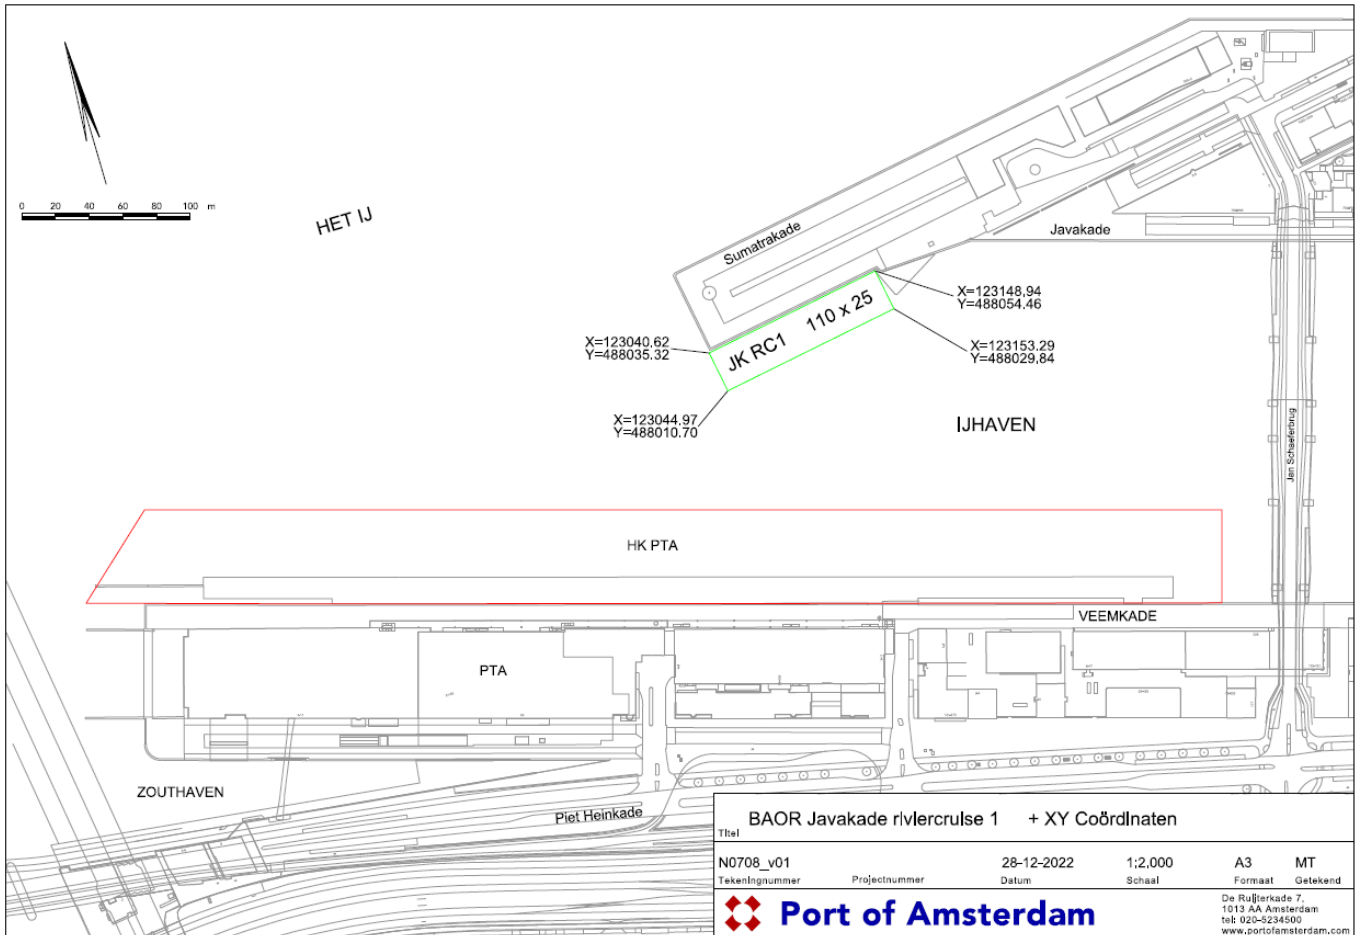 0 20 40 60 80 100 m
HET IJ
Sumatrakade
Javakade
X=123148.94
Y=488054.46
JK RC1 110 x 25
X=123040.62
Y=488035.32
X=123153.29
Y=488029.84
X=123044.97
Y=488010.70
IJHAVEN
Jan Schaeferbrug
HK PTA
VEEMKADE
PTA
ZOUTHAVEN
Piet Heinkade
BAOR Javakade riviercruise 1 + XY Coördinaten
Titel
N0708_v01 28-12-2022 1:2,000 A3 MT
Tekeningnummer Projectnummer Datum Schaal Formaat Getekend
Port of Amsterdam
De Ruijterkade 7,
1013 AA Amsterdam
tel: 020-5234500
www.portofamsterdam.com